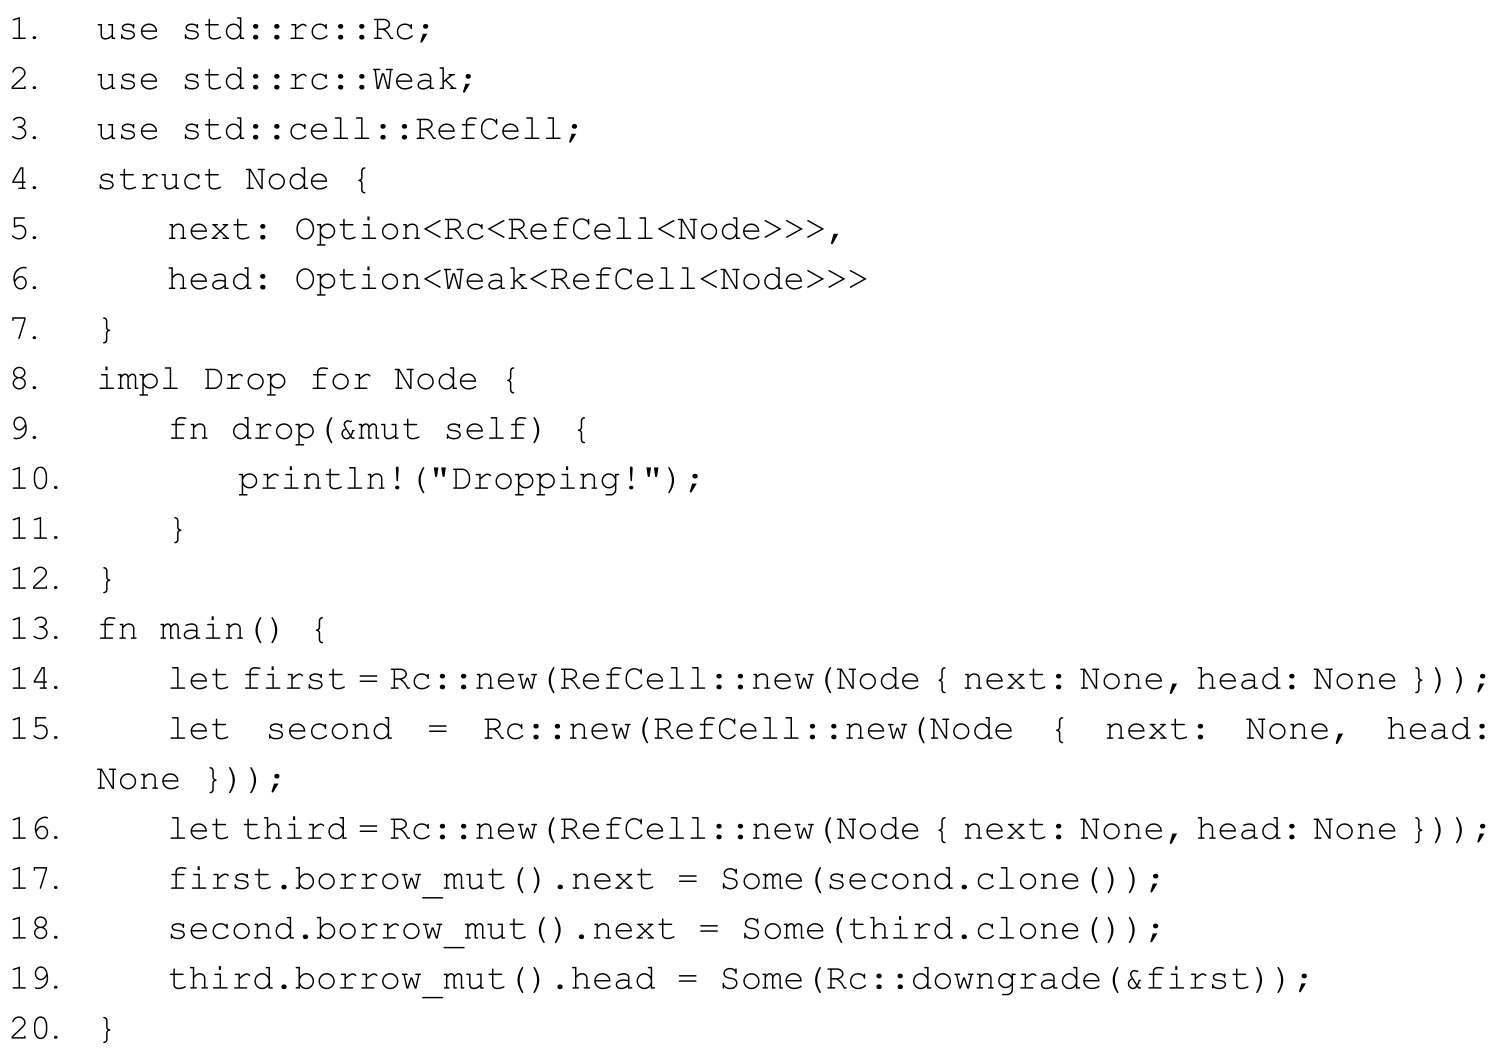 1. use std::rc::Rc;
2. use std::rc::Weak;
3. use std::cell::RefCell;
4. struct Node {
5. next: Option<Rc<RefCell<Node>>>,
6. head: Option<Weak<RefCell<Node>>>
7. }
8. impl Drop for Node {
9. fn drop(&mut self) {
10. println!("Dropping!");
11. }
12. }
13. fn main() {
14. let first = Rc::new(RefCell::new(Node { next: None, head: None }));
15. let second = Rc::new(RefCell::new(Node { next: None, head:
None }));
16. let third = Rc::new(RefCell::new(Node { next: None, head: None }));
17. first.borrow_mut().next = Some(second.clone());
18. second.borrow_mut().next = Some(third.clone());
19. third.borrow_mut().head = Some(Rc::downgrade(&first));
20. }